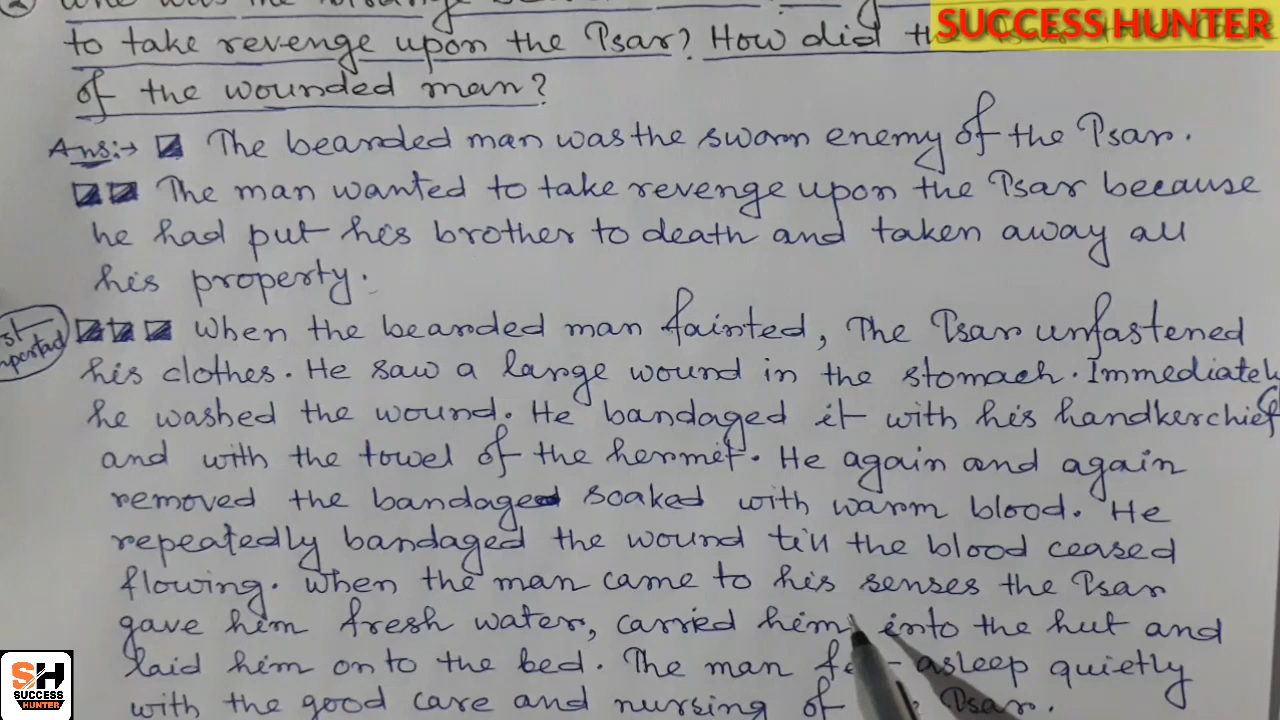 SUCCESS HUNTER
to take revenge upon the Tsar? How did
of the wounded man?
Ans:→ The bearded man was the sworn enemy of the Tsar.
The man wanted to take revenge upon the Tsar because
he had put his brother to death and taken away all
his property.
When the bearded man fainted, The Tsar unfastened
his clothes. He saw a large wound in the stomach. Immediately
he washed the wound. He bandaged it with his handkerchief
and with the towel of the hermit. He again and again
removed the bandage soaked with warm blood. He
repeatedly bandaged the wound till the blood ceased
flowing. When the man came to his senses the Tsar
gave him fresh water, carried him into the hut and
laid him onto the bed. The man asleep quietly
with the good care and nursing of Tsar.
SH
SUCCESS
HUNTER